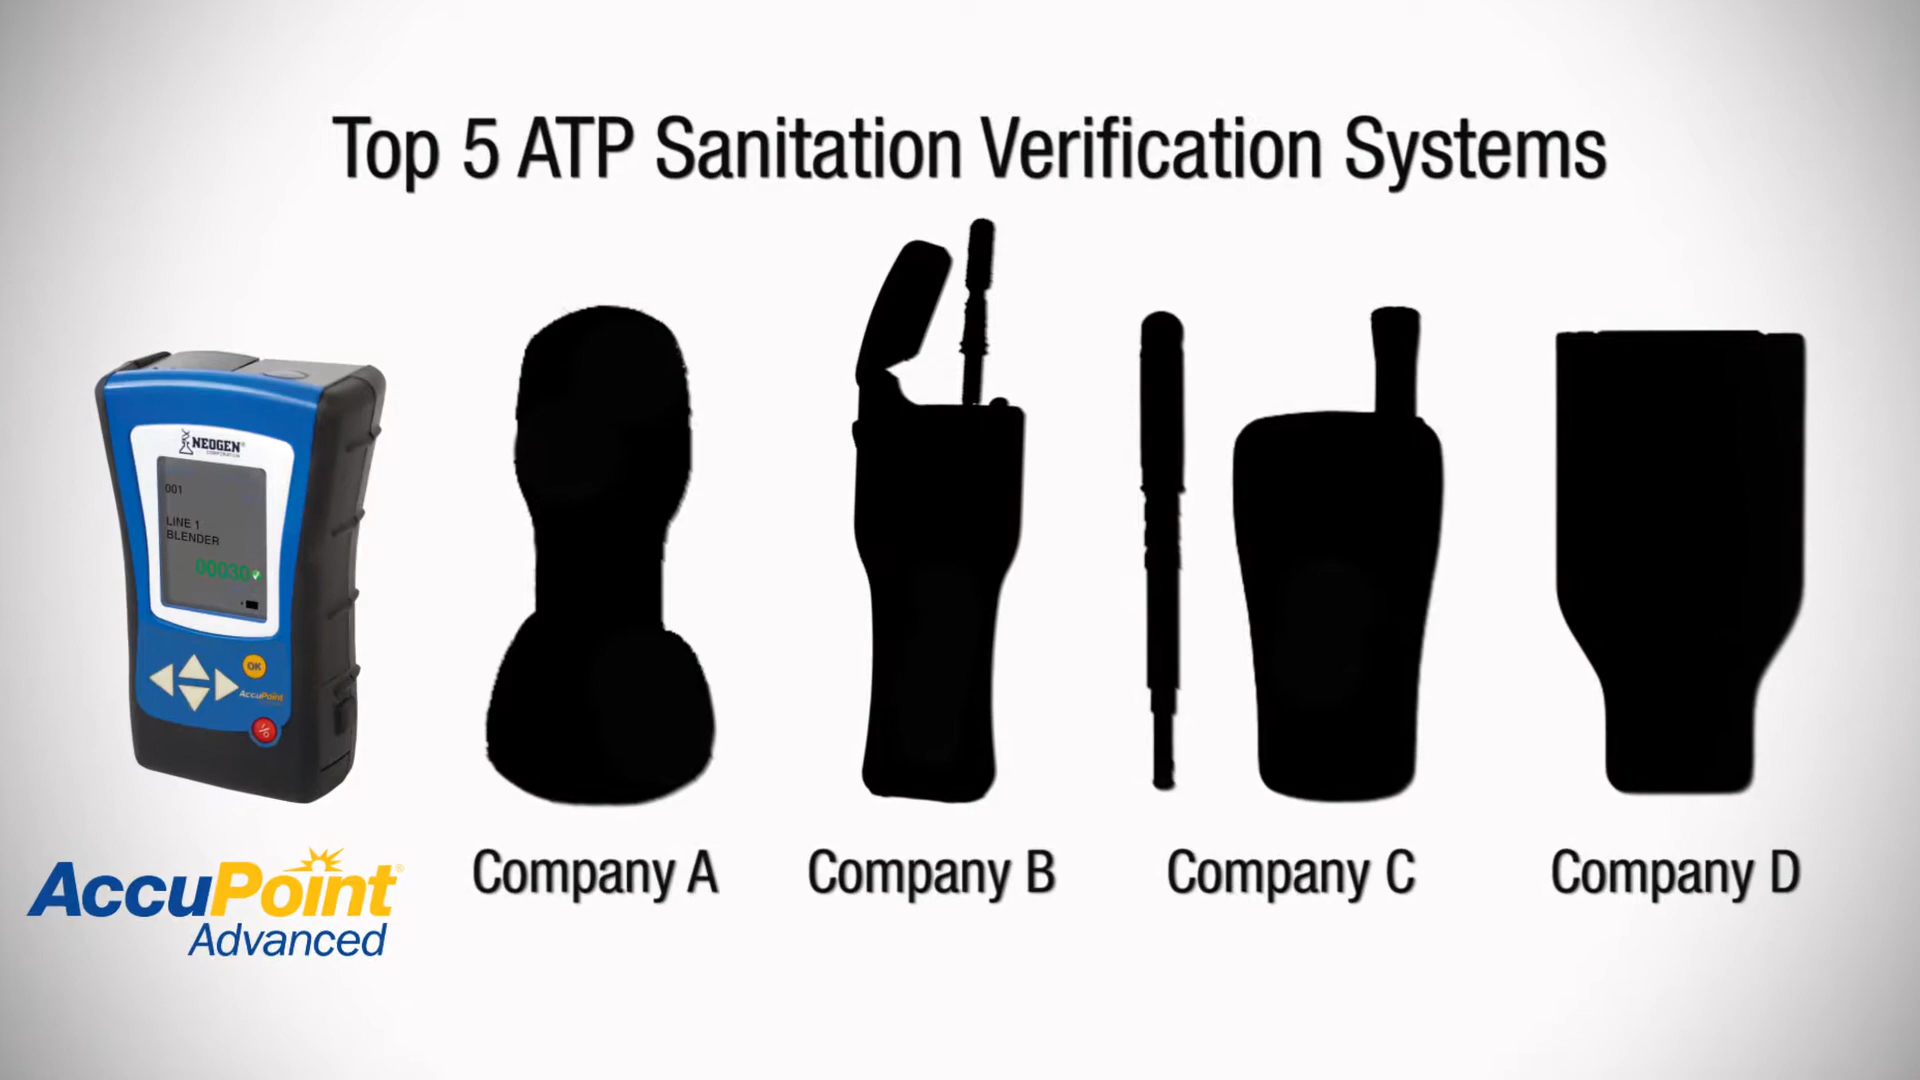 Top 5 ATP Sanitation Verification Systems
NEOGEN®
CORPORATION
001
LINE 1
BLENDER
00030
OK
AccuPoint
AccuPoint®
Advanced
Company A
Company B
Company C
Company D